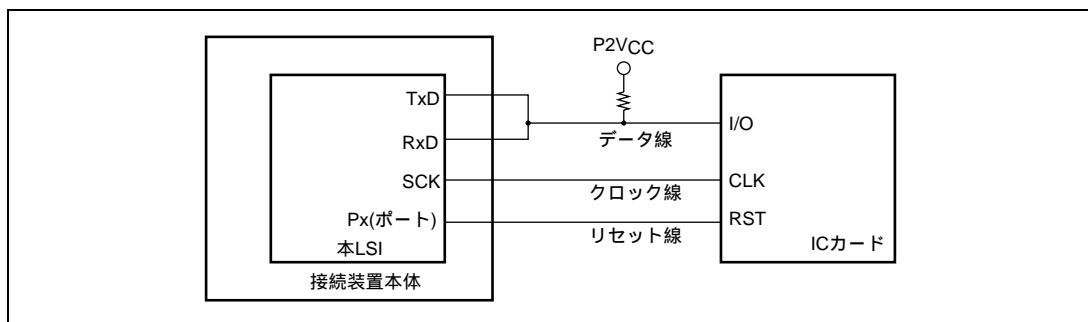 P2VCC
TxD
RxD
SCK
Px(ポート)
本LSI
接続装置本体
データ線
クロック線
リセット線
I/O
CLK
RST
ICカード